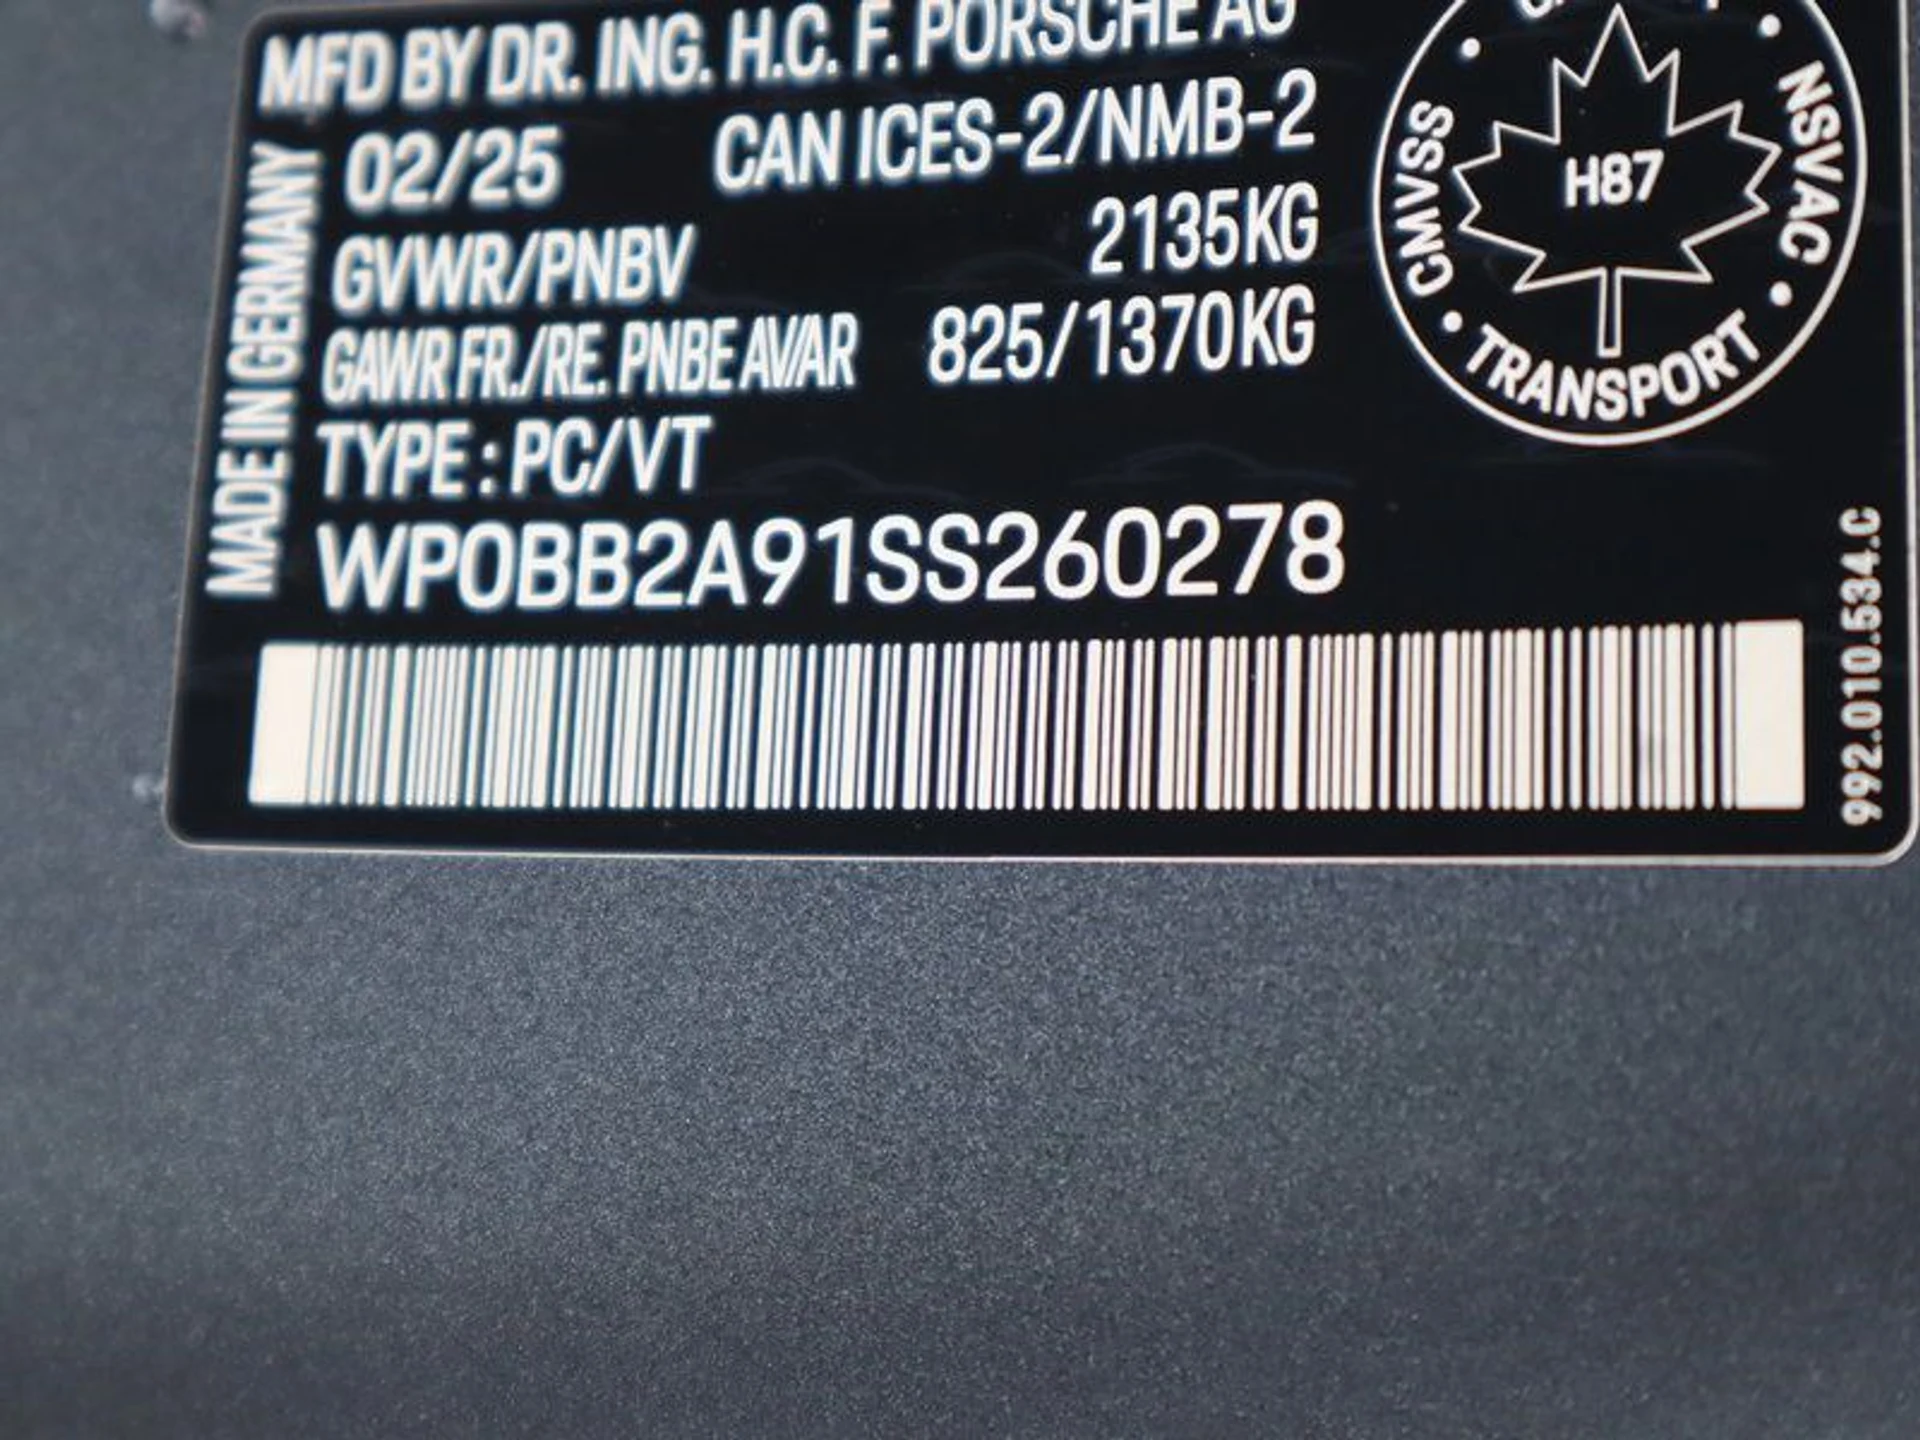 MFD BY DR. ING. H.C. F. PORSCHE AG
02/25 CAN ICES-2/NMB-2
GVWR/PNBV 2135KG
GAWR FR./RE. PNBE AV/AR 825/1370KG
TYPE : PC/VT
WP0BB2A91SS260278
MADE IN GERMANY
CMVSS • TRANSPORT • NSVAC
H87
992.010.534.C